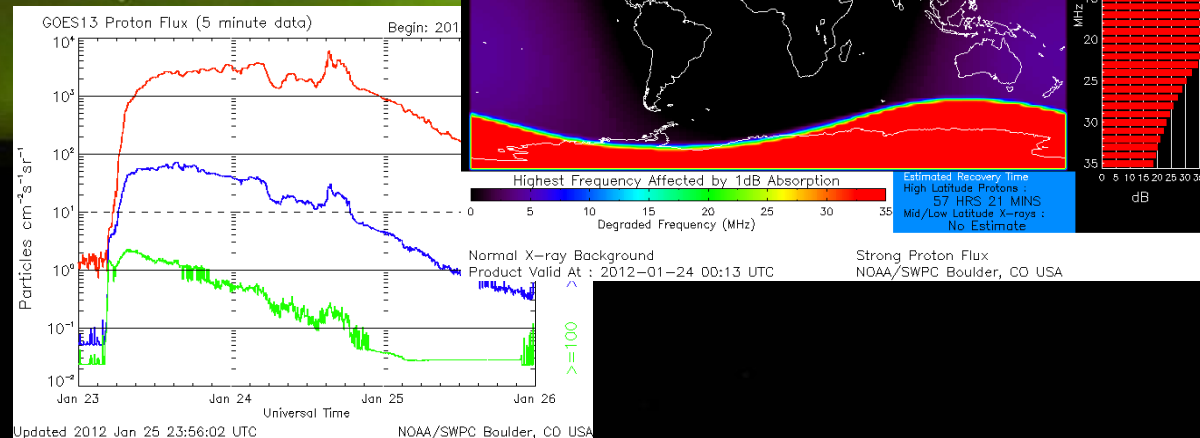 GOES13 Proton Flux (5 minute data)
Begin: 201
Particles cm⁻²s⁻¹sr⁻¹
10⁴
10³
10²
10¹
10⁰
10⁻¹
10⁻²
Jan 23
Jan 24
Jan 25
Jan 26
Universal Time
>=100
Updated 2012 Jan 25 23:56:02 UTC
NOAA/SWPC Boulder, CO USA
Highest Frequency Affected by 1dB Absorption
0 5 10 15 20 25 30 35
Degraded Frequency (MHz)
Estimated Recovery Time
High Latitude Protons :
57 HRS 21 MINS
Mid/Low Latitude X-rays :
No Estimate
Normal X-ray Background
Product Valid At : 2012-01-24 00:13 UTC
Strong Proton Flux
NOAA/SWPC Boulder, CO USA
MHz
20
25
30
35
0 5 10 15 20 25 30
dB